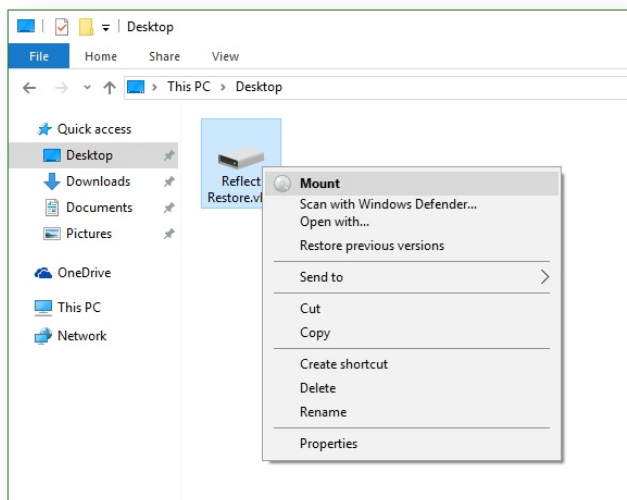 Desktop
File Home Share View
This PC > Desktop
Quick access
Desktop
Downloads
Documents
Pictures
OneDrive
This PC
Network
Reflect
Mount
Scan with Windows Defender...
Open with...
Restore previous versions
Send to
Cut
Copy
Create shortcut
Delete
Rename
Properties